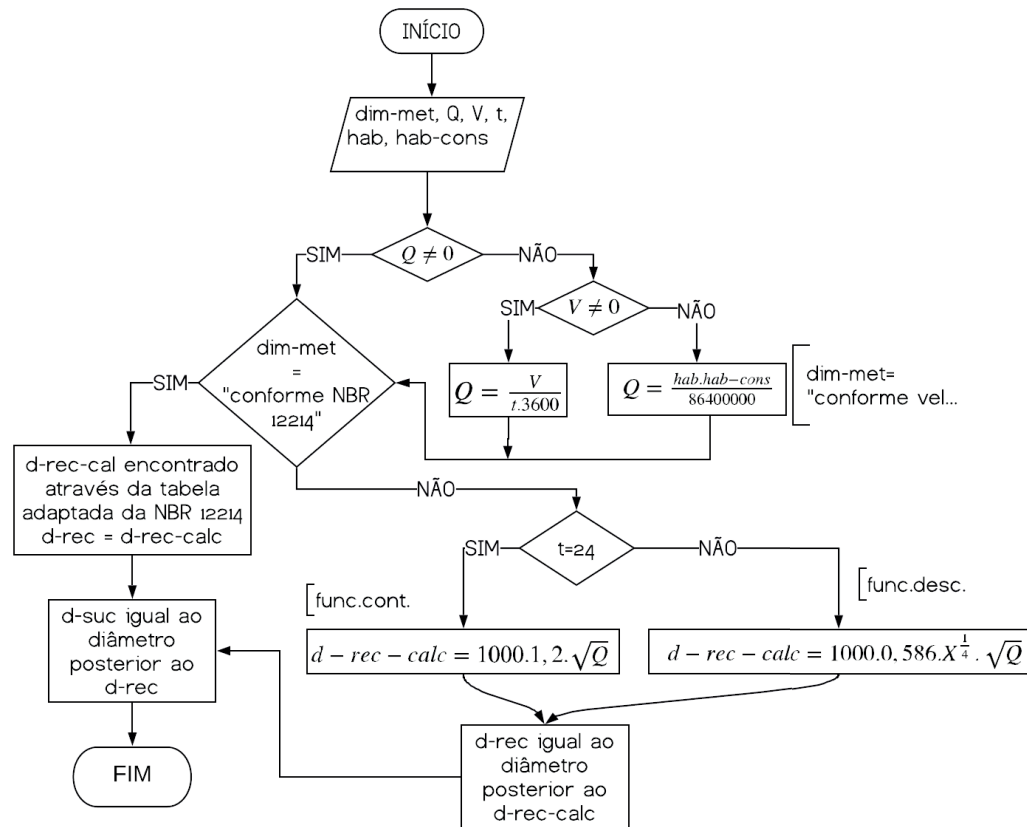 INÍCIO
dim-met, Q, V, t,
hab, hab-cons
SIM
Q ≠ 0
NÃO
SIM
V ≠ 0
NÃO
dim-met
=
"conforme NBR
12214"
SIM
Q = V / t.3600
Q = hab.hab-cons / 86400000
dim-met=
"conforme vel...
d-rec-cal encontrado
através da tabela
adaptada da NBR 12214
d-rec = d-rec-calc
NÃO
SIM
t=24
NÃO
[func.cont.
[func.desc.
d-suc igual ao
diâmetro
posterior ao
d-rec
d − rec − calc = 1000.1, 2.√Q
d − rec − calc = 1000.0, 586.X^(1/4).√Q
FIM
d-rec igual ao
diâmetro
posterior ao
d-rec-calc